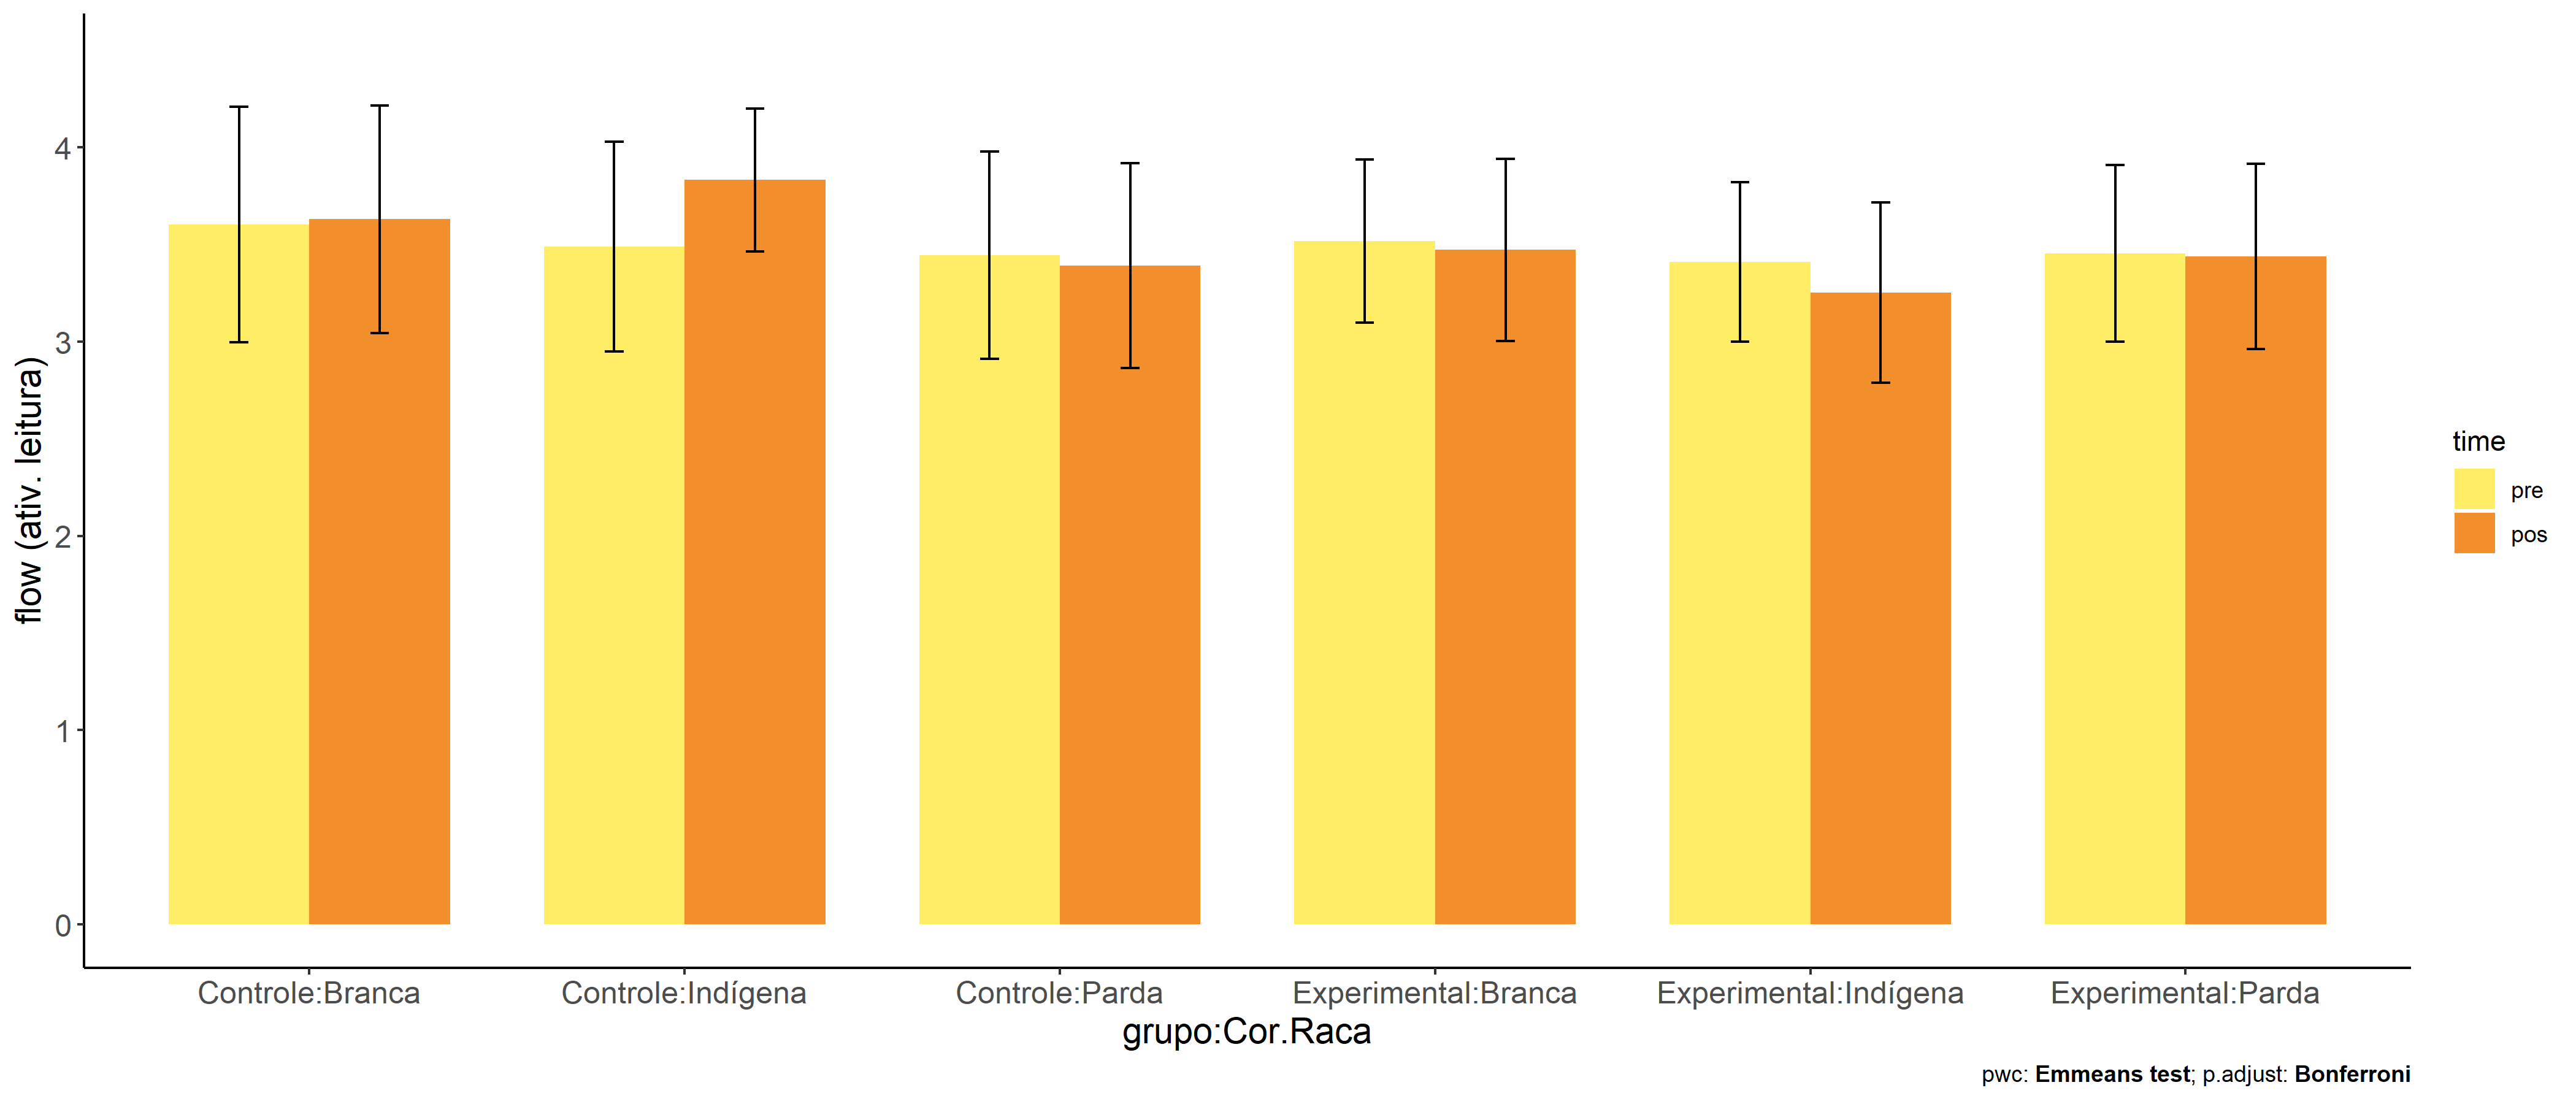 flow (ativ. leitura)
4
3
2
1
0
Controle:Branca
Controle:Indígena
Controle:Parda
Experimental:Branca
Experimental:Indígena
Experimental:Parda
grupo:Cor.Raca
time
pre
pos
pwc: Emmeans test; p.adjust: Bonferroni